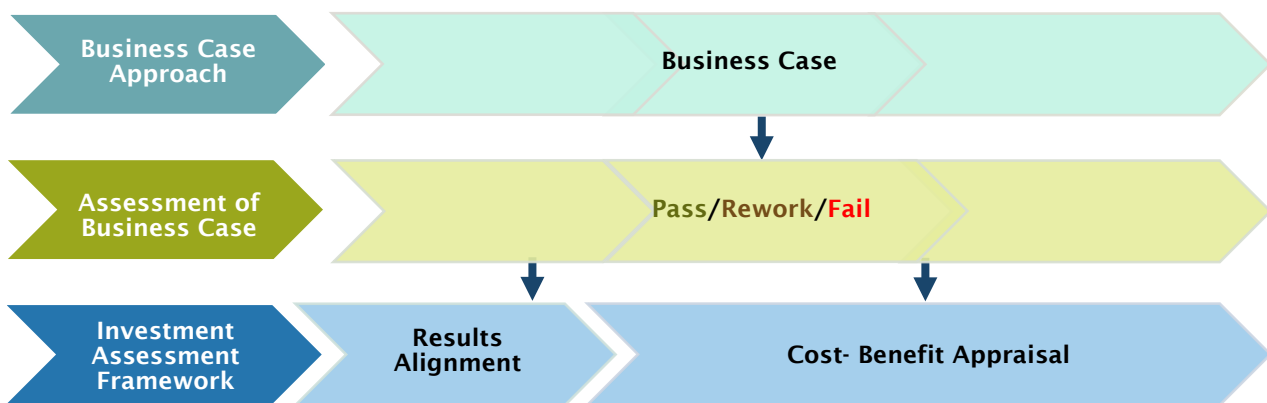 Business Case
Approach
Business Case
Assessment of
Business Case
Pass/Rework/Fail
Investment
Assessment
Framework
Results
Alignment
Cost- Benefit Appraisal